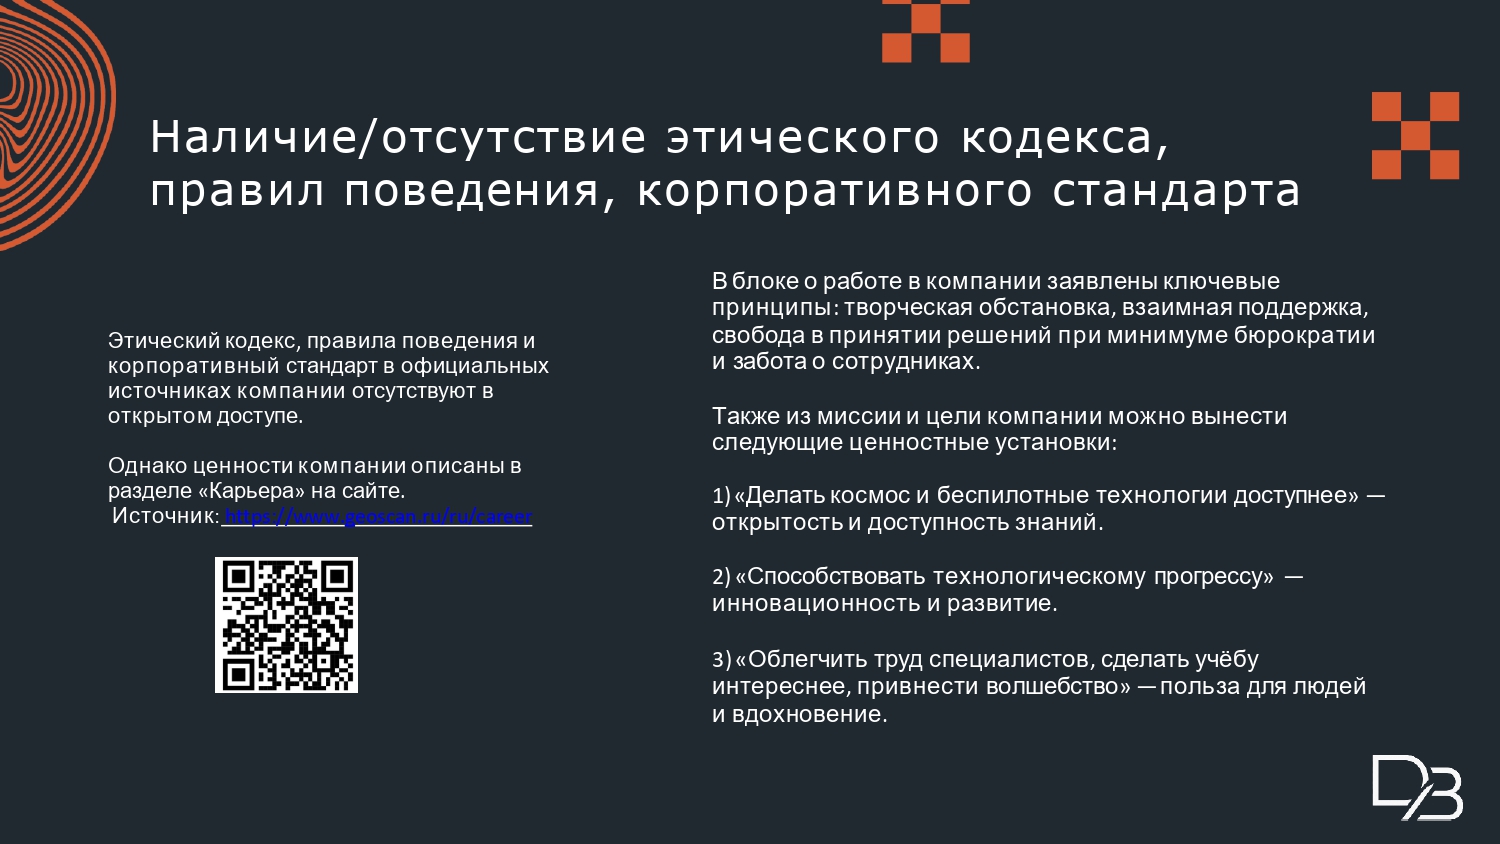 Наличие/отсутствие этического кодекса,
правил поведения, корпоративного стандарта
Этический кодекс, правила поведения и
корпоративный стандарт в официальных
источниках компании отсутствуют в
открытом доступе.
Однако ценности компании описаны в
разделе «Карьера» на сайте.
Источник: https://www.geoscan.ru/ru/career
В блоке о работе в компании заявлены ключевые
принципы: творческая обстановка, взаимная поддержка,
свобода в принятии решений при минимуме бюрократии
и забота о сотрудниках.
Также из миссии и цели компании можно вынести
следующие ценностные установки:
1) «Делать космос и беспилотные технологии доступнее» —
открытость и доступность знаний.
2) «Способствовать технологическому прогрессу» —
инновационность и развитие.
3) «Облегчить труд специалистов, сделать учёбу
интереснее, привнести волшебство» — польза для людей
и вдохновение.
DB